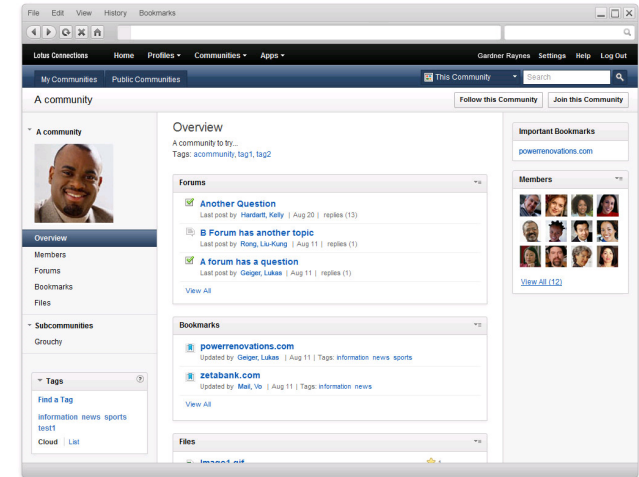 File Edit View History Bookmarks
Lotus Connections Home Profiles Communities Apps Gardner Raynes Settings Help Log Out
My Communities Public Communities This Community Search
A community Follow this Community Join this Community
A community
Overview
Members
Forums
Bookmarks
Files
Subcommunities
Grouchy
Tags
Find a Tag
information news sports
test1
Cloud | List
Overview
A community to try...
Tags: acommunity, tag1, tag2
Forums
Another Question
Last post by Hardartt, Kelly | Aug 20 | replies (13)
B Forum has another topic
Last post by Rong, Liu-Kung | Aug 11 | replies (1)
A forum has a question
Last post by Geiger, Lukas | Aug 11 | replies (1)
View All
Bookmarks
powerrenovations.com
Updated by Geiger, Lukas | Aug 11 | Tags: information news sports
zetabank.com
Updated by Mail, Vo | Aug 11 | Tags: information news
View All
Files
Image1.gif 1
Important Bookmarks
powerrenovations.com
Members
View All (12)